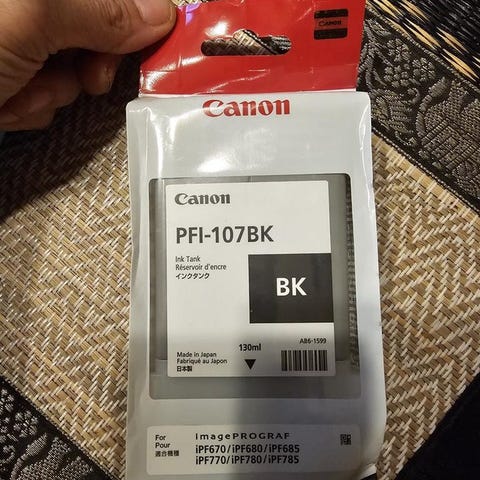 Canon
Canon
PFI-107BK
Ink Tank
Réservoir d'encre
インクタンク
BK
130ml
AB6-1599
Made in Japan
Fabriqué au Japon
日本製
For
Pour
適合機種
imagePROGRAF
iPF670/iPF680/iPF685
iPF770/iPF780/iPF785